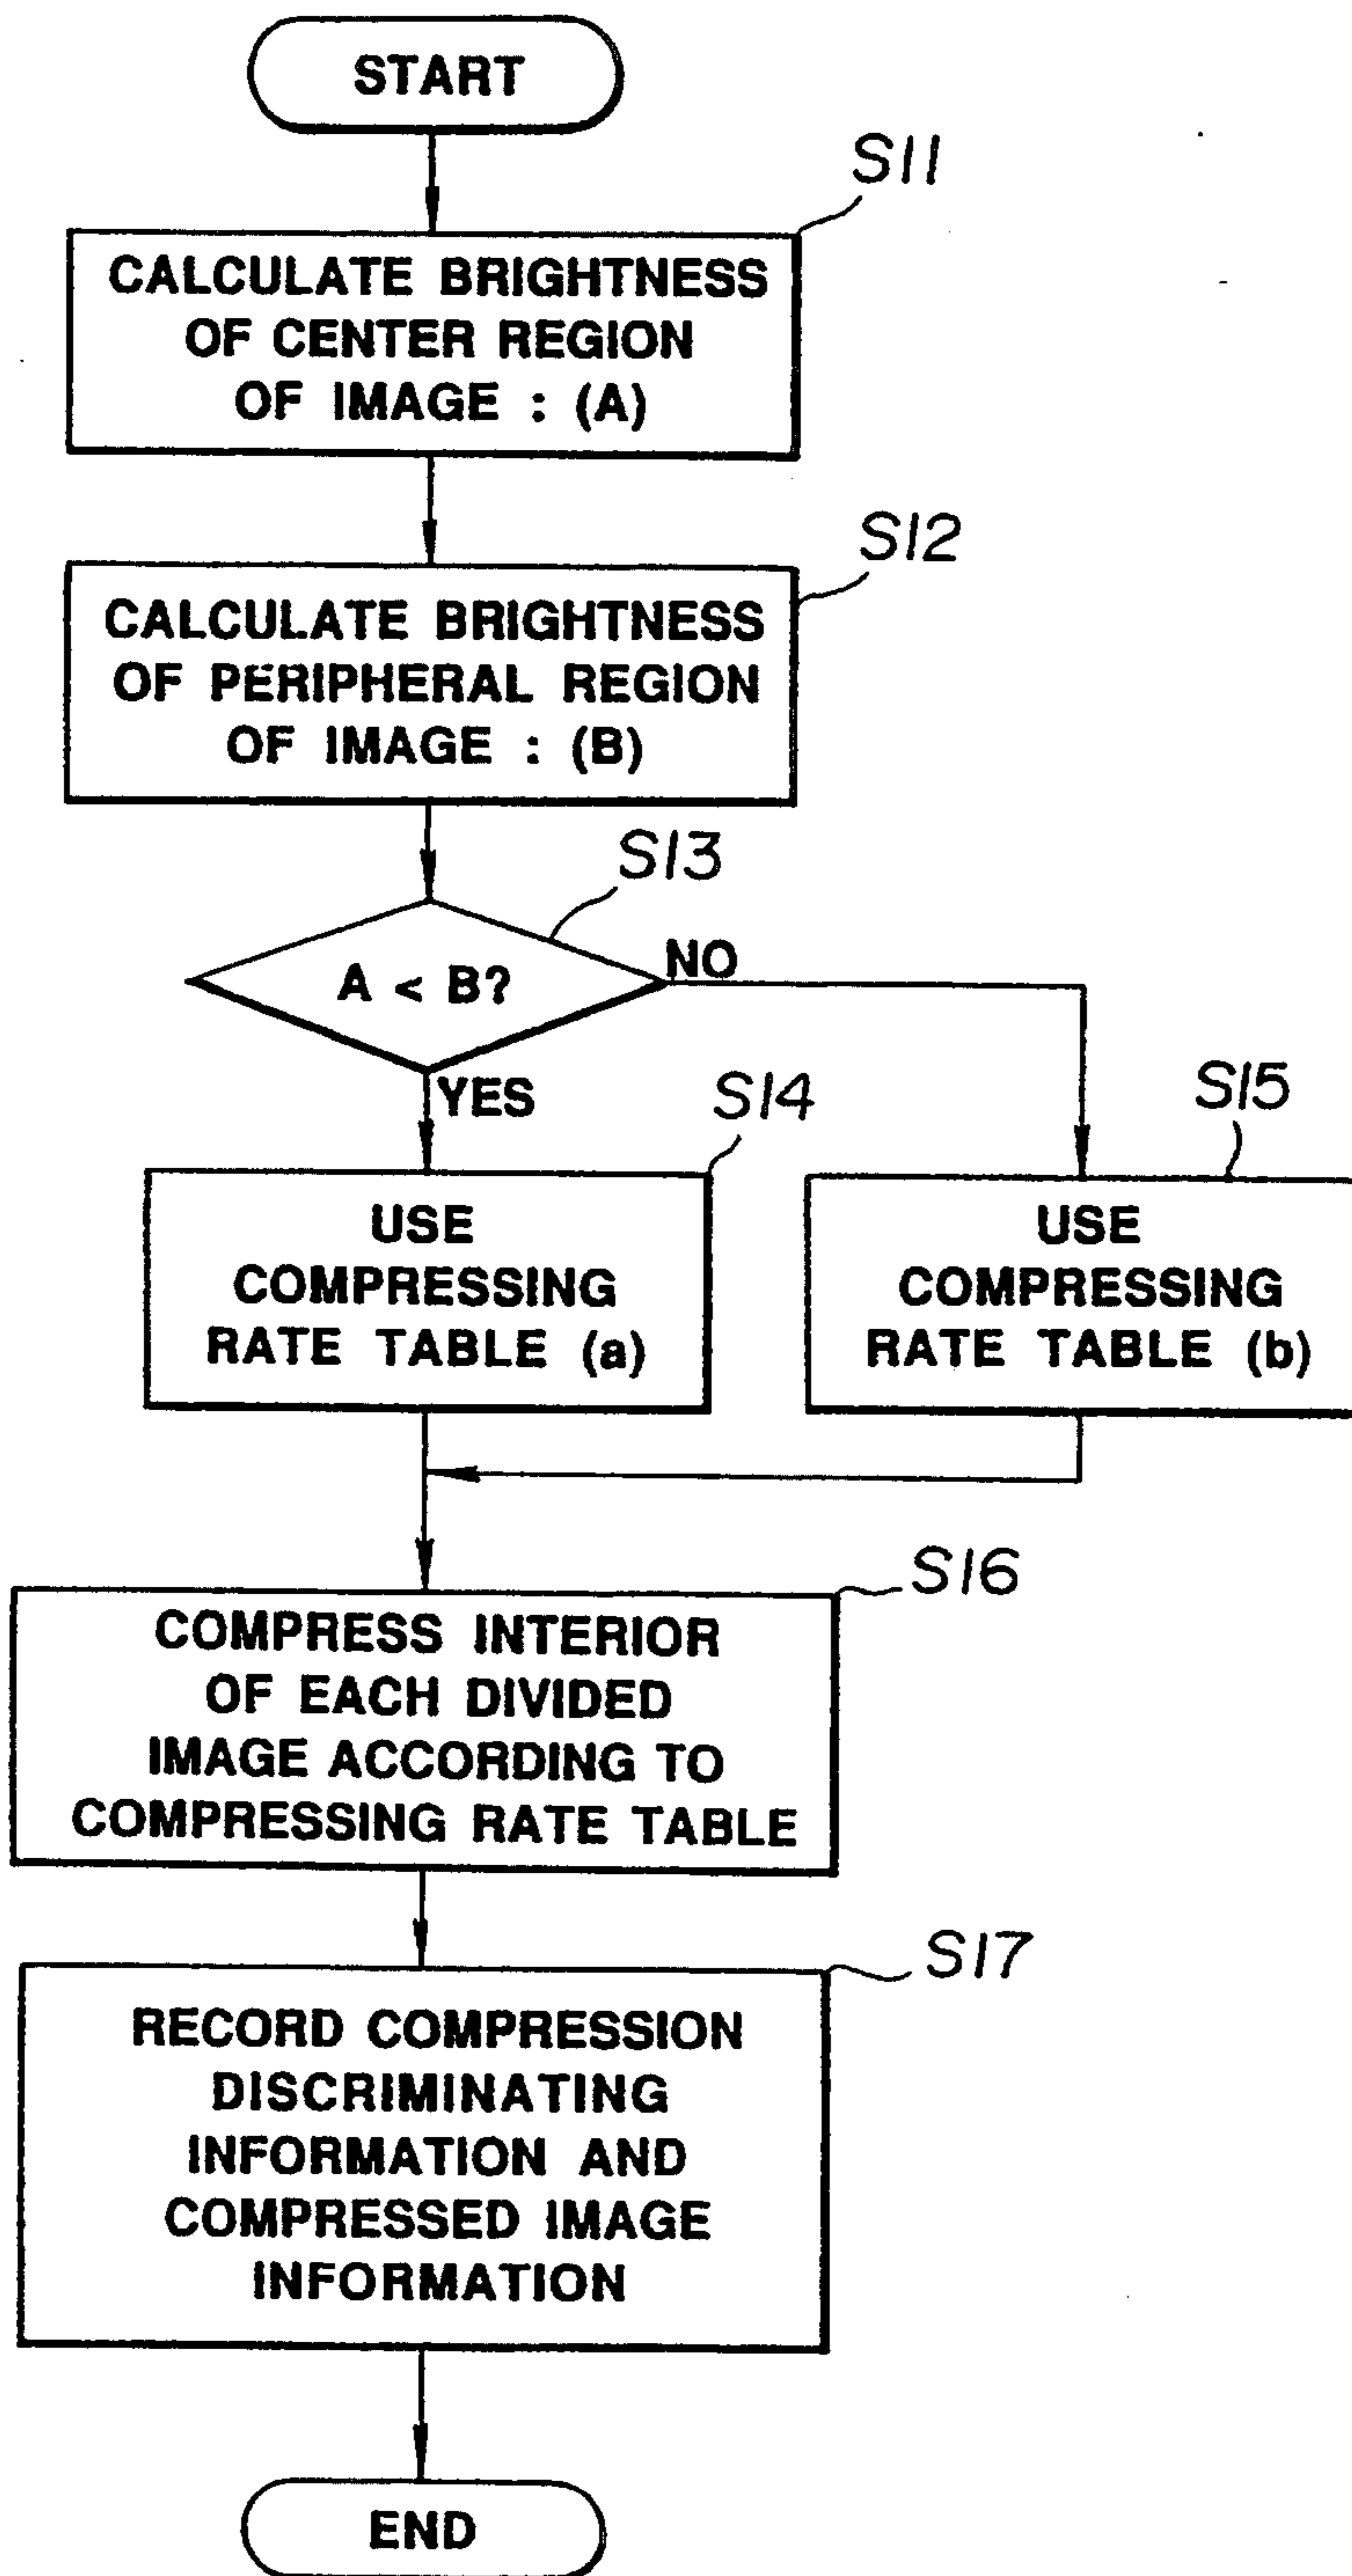 START
S11
CALCULATE BRIGHTNESS
OF CENTER REGION
OF IMAGE : (A)
S12
CALCULATE BRIGHTNESS
OF PERIPHERAL REGION
OF IMAGE : (B)
S13
A < B?
NO
YES
S14
USE
COMPRESSING
RATE TABLE (a)
S15
USE
COMPRESSING
RATE TABLE (b)
S16
COMPRESS INTERIOR
OF EACH DIVIDED
IMAGE ACCORDING TO
COMPRESSING RATE TABLE
S17
RECORD COMPRESSION
DISCRIMINATING
INFORMATION AND
COMPRESSED IMAGE
INFORMATION
END